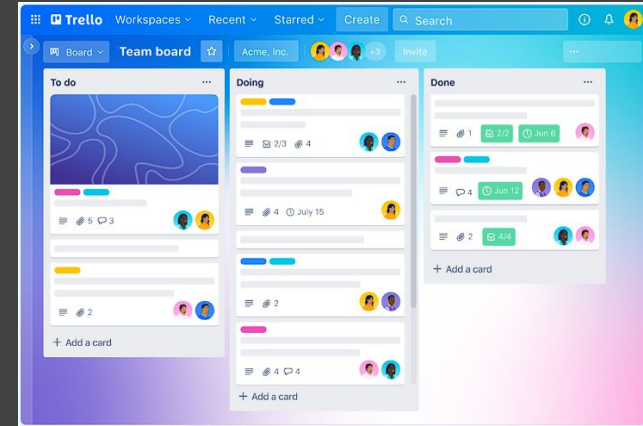 Trello Workspaces Recent Starred Create Search
Board Team board Acme, Inc. +3 Invite
To do
5 3
2
+ Add a card
Doing
2/3 4
4 July 15
2
4 4
+ Add a card
Done
1 2/2 Jun 6
4 Jun 12
2 4/4
+ Add a card